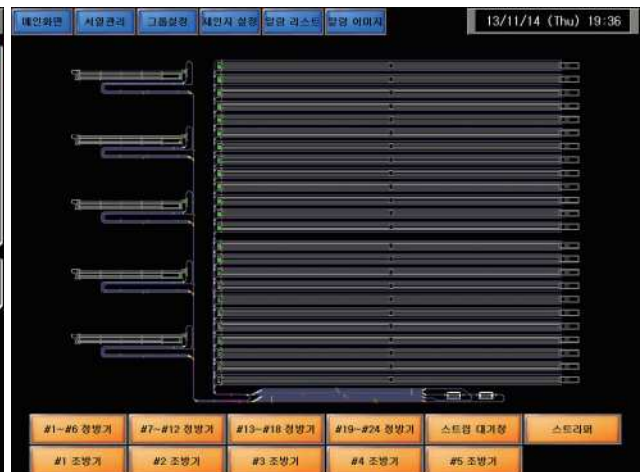 메인화면 서열관리 그룹설정 체인지 설정 알람 리스트 알람 이미지 13/11/14 (Thu) 19:36
#1~#6 정방기 #7~#12 정방기 #13~#18 정방기 #19~#24 정방기 스트럼 대기장 스트리퍼
#1 조방기 #2 조방기 #3 조방기 #4 조방기 #5 조방기